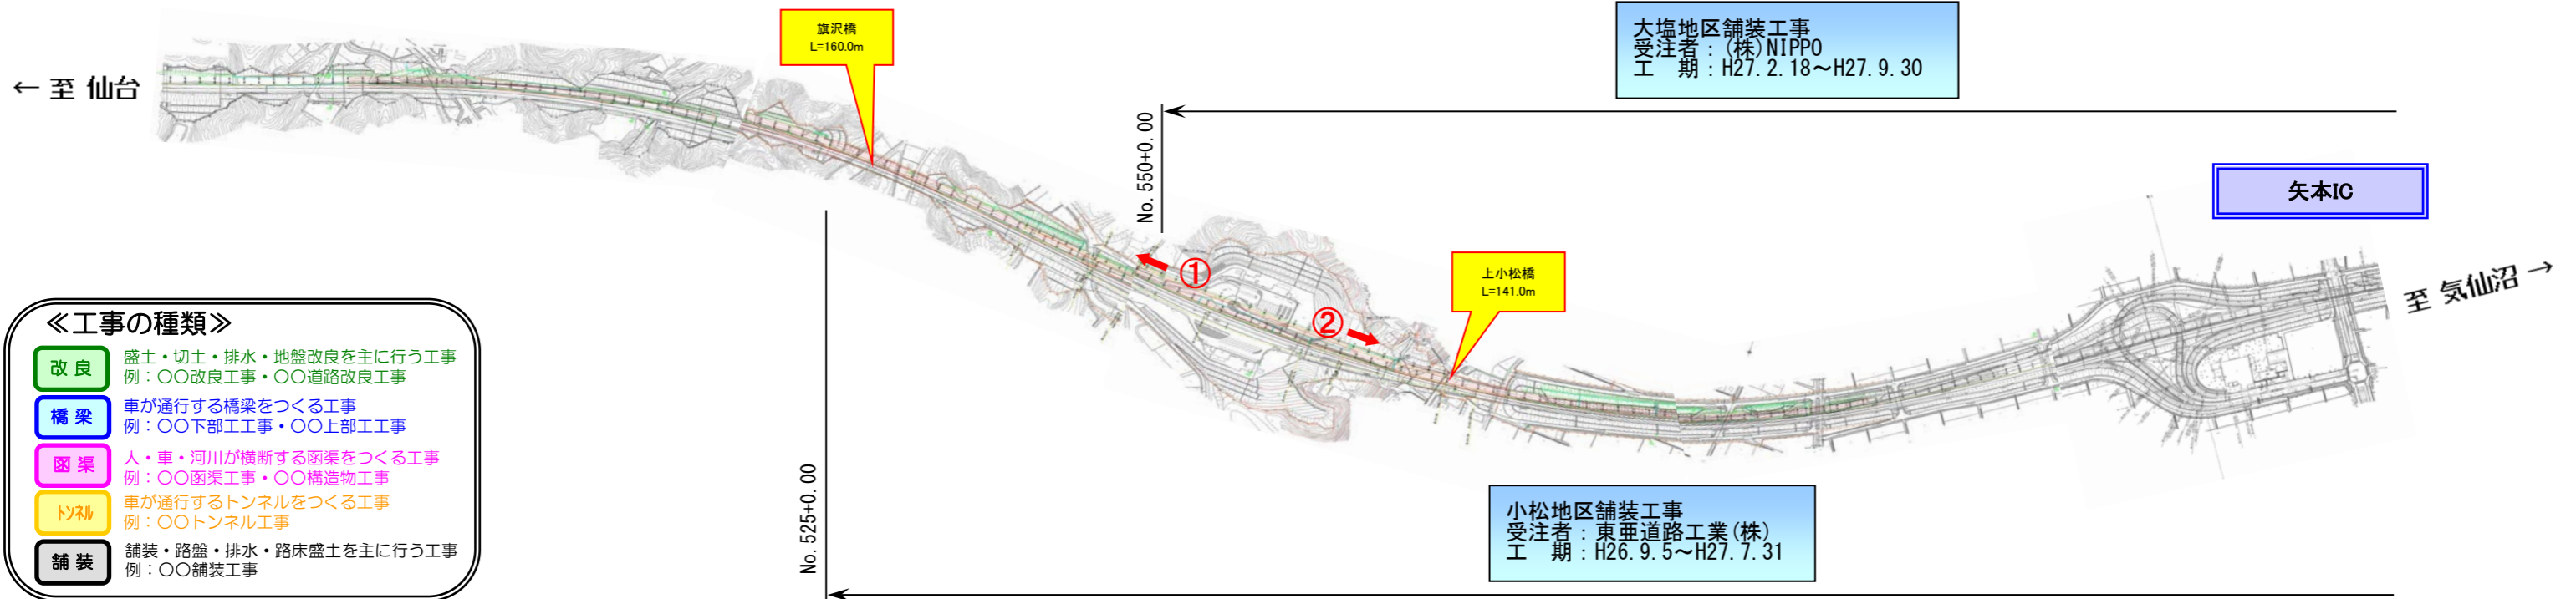 ← 至 仙台
旗沢橋
L=160.0m
大塩地区舗装工事
受注者：(株)NIPPO
工　期：H27.2.18～H27.9.30
No.550+0.00
矢本IC
①
②
上小松橋
L=141.0m
至 気仙沼 →
≪工事の種類≫
改良
盛土・切土・排水・地盤改良を主に行う工事
例：〇〇改良工事・〇〇道路改良工事
橋梁
車が通行する橋梁をつくる工事
例：〇〇下部工工事・〇〇上部工工事
函渠
人・車・河川が横断する函渠をつくる工事
例：〇〇函渠工事・〇〇構造物工事
トンネル
車が通行するトンネルをつくる工事
例：〇〇トンネル工事
舗装
舗装・路盤・排水・路床盛土を主に行う工事
例：〇〇舗装工事
No.525+0.00
小松地区舗装工事
受注者：東亜道路工業(株)
工　期：H26.9.5～H27.7.31